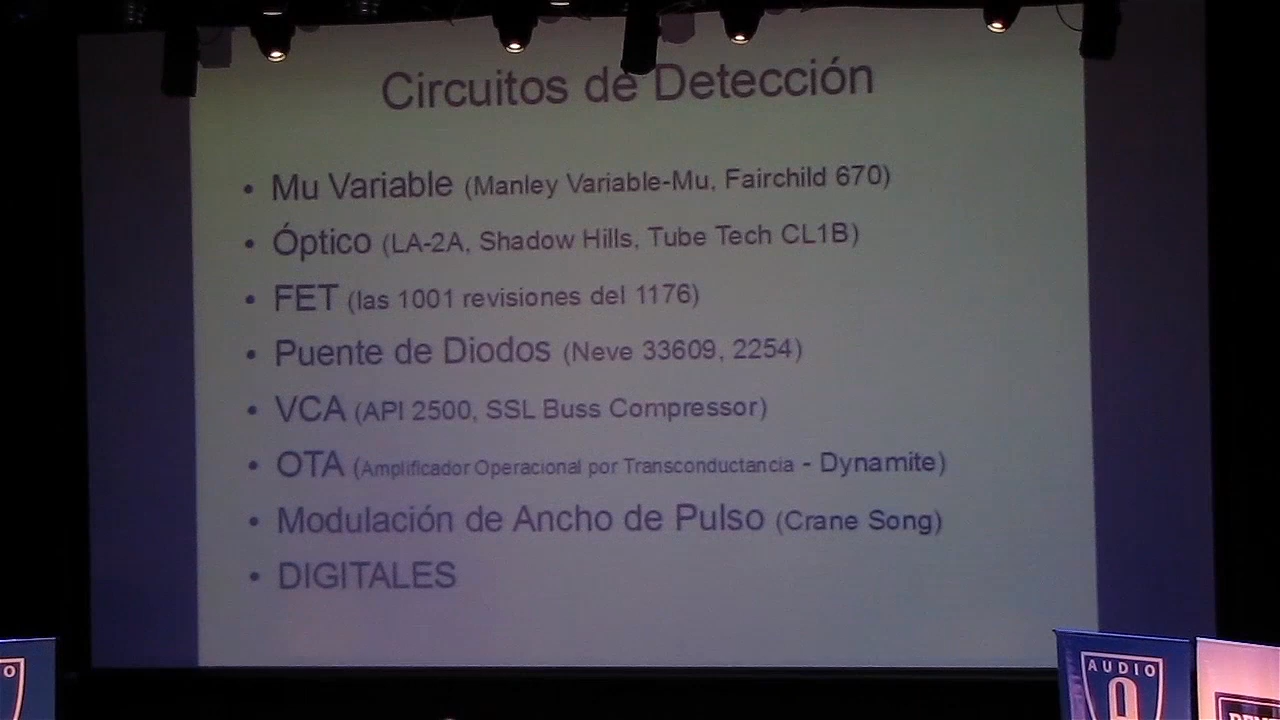 Circuitos de Detección
• Mu Variable (Manley Variable-Mu, Fairchild 670)
• Óptico (LA-2A, Shadow Hills, Tube Tech CL1B)
• FET (las 1001 revisiones del 1176)
• Puente de Diodos (Neve 33609, 2254)
• VCA (API 2500, SSL Buss Compressor)
• OTA (Amplificador Operacional por Transconductancia - Dynamite)
• Modulación de Ancho de Pulso (Crane Song)
• DIGITALES
AUDIO